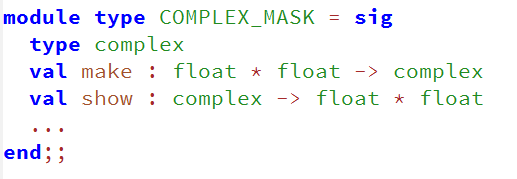 module type COMPLEX_MASK = sig
type complex
val make : float * float -> complex
val show : complex -> float * float
...
end;;